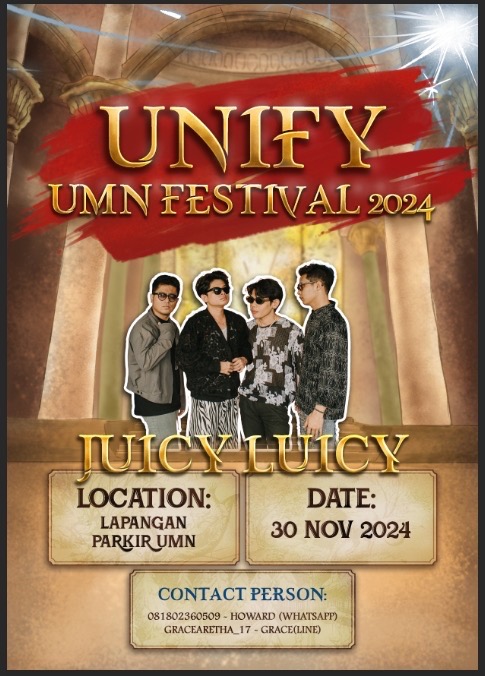 UNIFY
UMN FESTIVAL 2024
JUICY LUICY
LOCATION:
LAPANGAN
PARKIR UMN
DATE:
30 NOV 2024
CONTACT PERSON:
081802360509 - HOWARD (WHATSAPP)
GRACEARETHA_17 - GRACE(LINE)